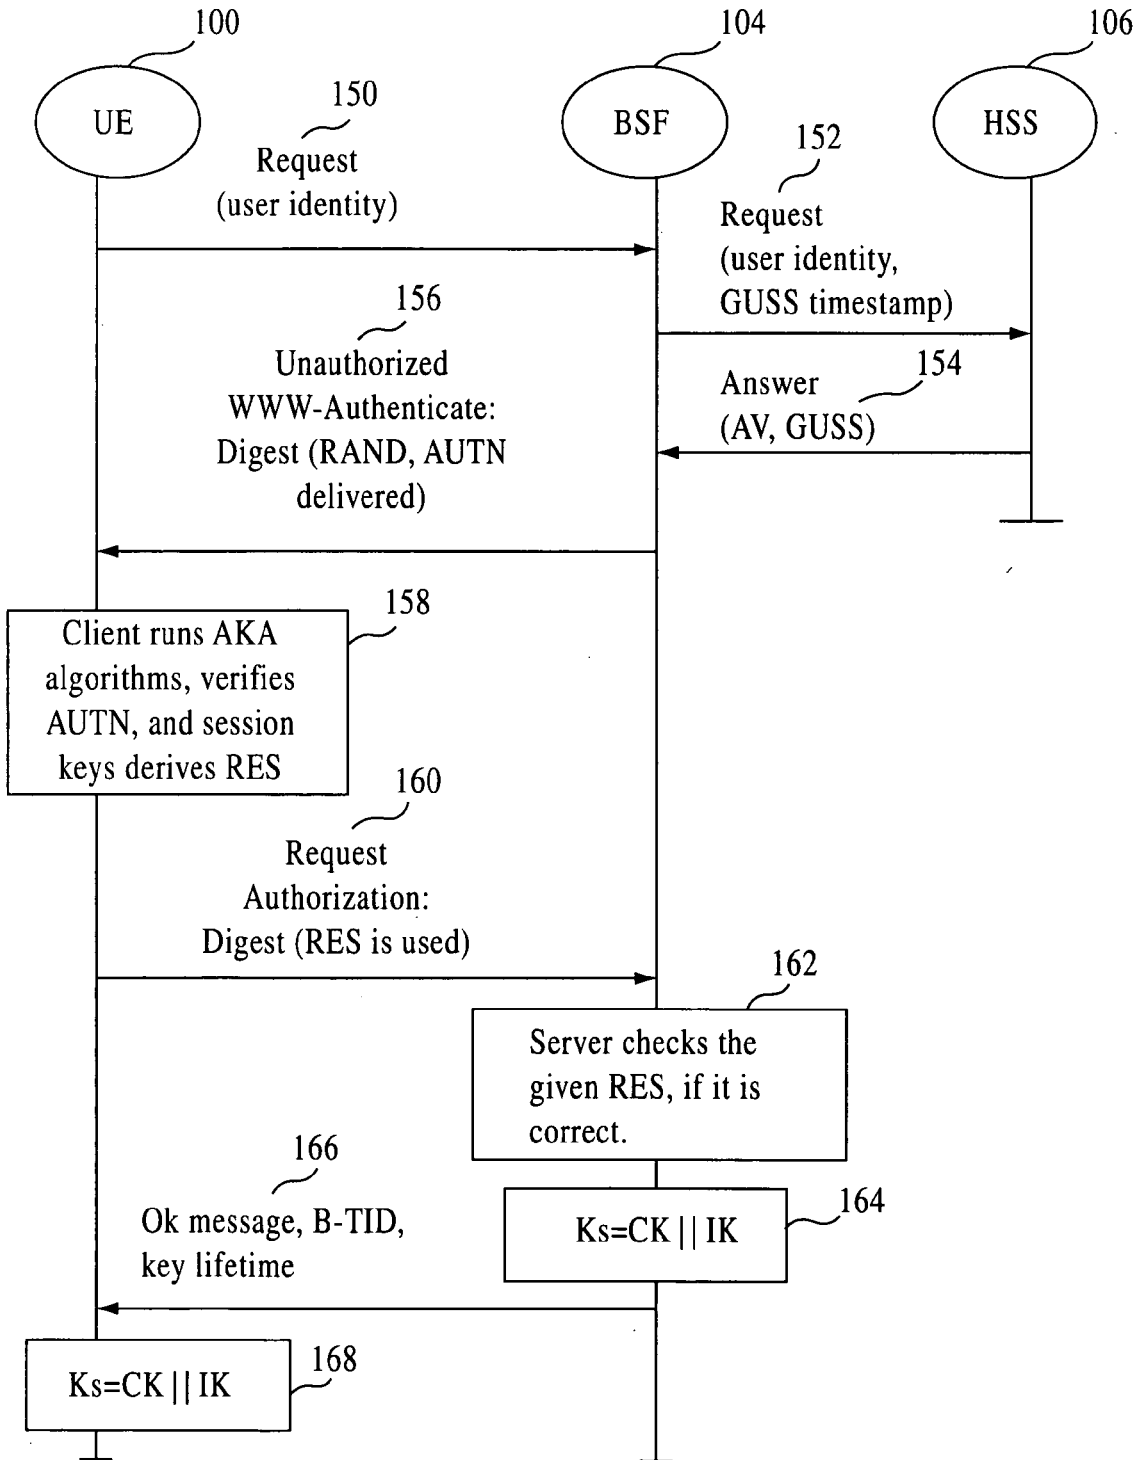 100
104
106
UE
BSF
HSS
150
Request
(user identity)
152
Request
(user identity,
GUSS timestamp)
156
Unauthorized
WWW-Authenticate:
Digest (RAND, AUTN
delivered)
154
Answer
(AV, GUSS)
158
Client runs AKA
algorithms, verifies
AUTN, and session
keys derives RES
160
Request
Authorization:
Digest (RES is used)
162
Server checks the
given RES, if it is
correct.
164
Ks=CK || IK
166
Ok message, B-TID,
key lifetime
168
Ks=CK || IK